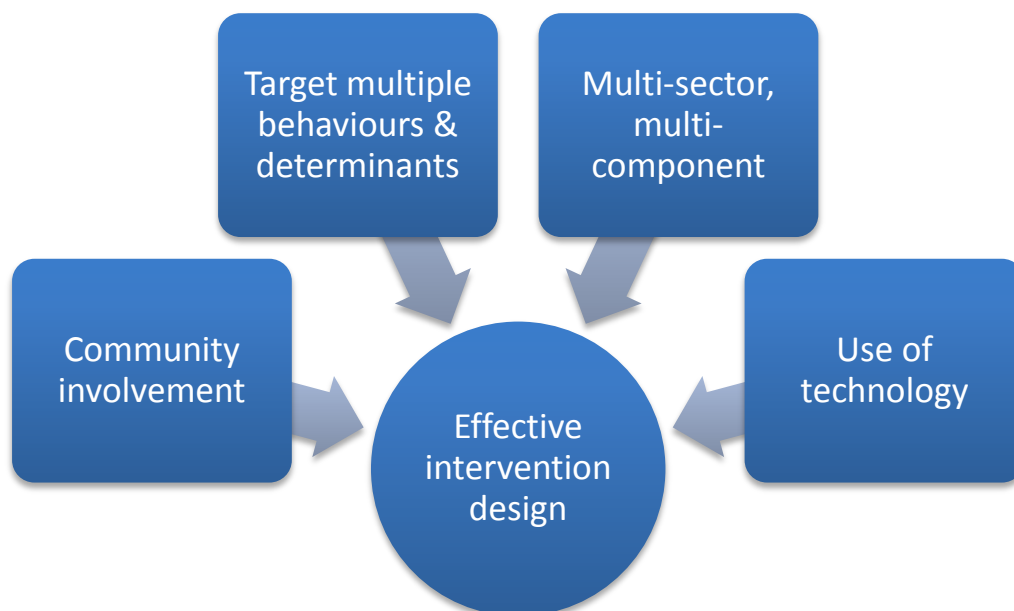 Target multiple
behaviours &
determinants
Multi-sector,
multi-
component
Community
involvement
Use of
technology
Effective
intervention
design